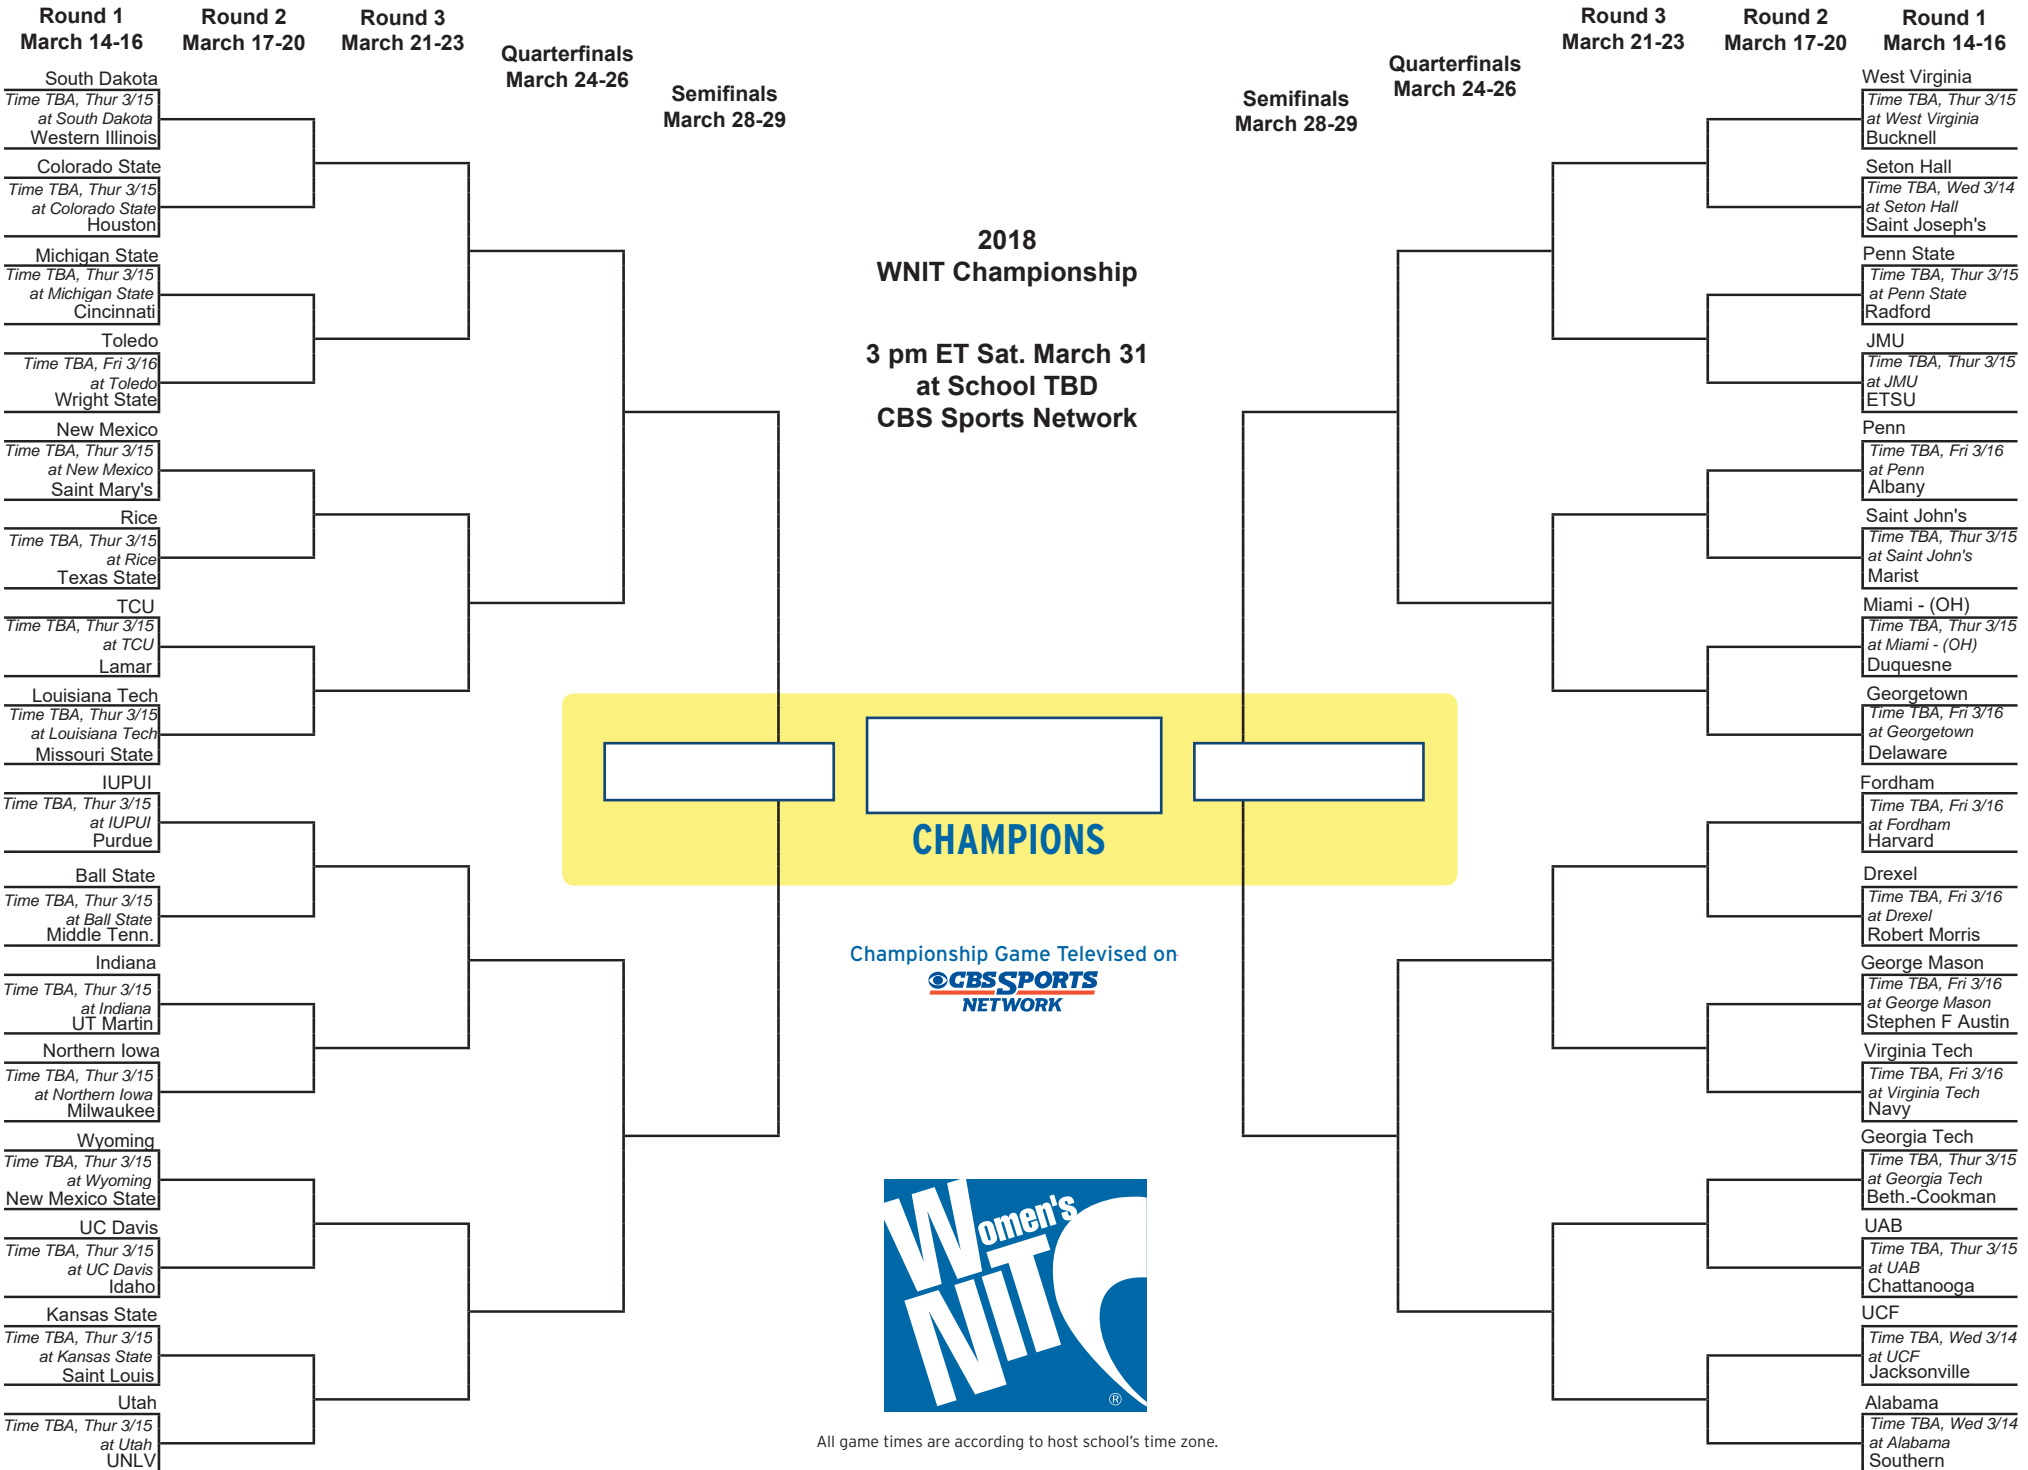 Round 1
March 14-16
Round 2
March 17-20
Round 3
March 21-23
Quarterfinals
March 24-26
Semifinals
March 28-29
Semifinals
March 28-29
Quarterfinals
March 24-26
Round 3
March 21-23
Round 2
March 17-20
Round 1
March 14-16
South Dakota
Time TBA, Thur 3/15
at South Dakota
Western Illinois
Colorado State
Time TBA, Thur 3/15
at Colorado State
Houston
Michigan State
Time TBA, Thur 3/15
at Michigan State
Cincinnati
Toledo
Time TBA, Fri 3/16
at Toledo
Wright State
New Mexico
Time TBA, Thur 3/15
at New Mexico
Saint Mary's
Rice
Time TBA, Thur 3/15
at Rice
Texas State
TCU
Time TBA, Thur 3/15
at TCU
Lamar
Louisiana Tech
Time TBA, Thur 3/15
at Louisiana Tech
Missouri State
IUPUI
Time TBA, Thur 3/15
at IUPUI
Purdue
Ball State
Time TBA, Thur 3/15
at Ball State
Middle Tenn.
Indiana
Time TBA, Thur 3/15
at Indiana
UT Martin
Northern Iowa
Time TBA, Thur 3/15
at Northern Iowa
Milwaukee
Wyoming
Time TBA, Thur 3/15
at Wyoming
New Mexico State
UC Davis
Time TBA, Thur 3/15
at UC Davis
Idaho
Kansas State
Time TBA, Thur 3/15
at Kansas State
Saint Louis
Utah
Time TBA, Thur 3/15
at Utah
UNLV
2018
WNIT Championship
3 pm ET Sat. March 31
at School TBD
CBS Sports Network
CHAMPIONS
Championship Game Televised on
CBS SPORTS
NETWORK
Women's
NIT
®
All game times are according to host school's time zone.
West Virginia
Time TBA, Thur 3/15
at West Virginia
Bucknell
Seton Hall
Time TBA, Wed 3/14
at Seton Hall
Saint Joseph's
Penn State
Time TBA, Thur 3/15
at Penn State
Radford
JMU
Time TBA, Thur 3/15
at JMU
ETSU
Penn
Time TBA, Fri 3/16
at Penn
Albany
Saint John's
Time TBA, Thur 3/15
at Saint John's
Marist
Miami - (OH)
Time TBA, Thur 3/15
at Miami - (OH)
Duquesne
Georgetown
Time TBA, Fri 3/16
at Georgetown
Delaware
Fordham
Time TBA, Fri 3/16
at Fordham
Harvard
Drexel
Time TBA, Fri 3/16
at Drexel
Robert Morris
George Mason
Time TBA, Fri 3/16
at George Mason
Stephen F Austin
Virginia Tech
Time TBA, Fri 3/16
at Virginia Tech
Navy
Georgia Tech
Time TBA, Thur 3/15
at Georgia Tech
Beth.-Cookman
UAB
Time TBA, Thur 3/15
at UAB
Chattanooga
UCF
Time TBA, Wed 3/14
at UCF
Jacksonville
Alabama
Time TBA, Wed 3/14
at Alabama
Southern